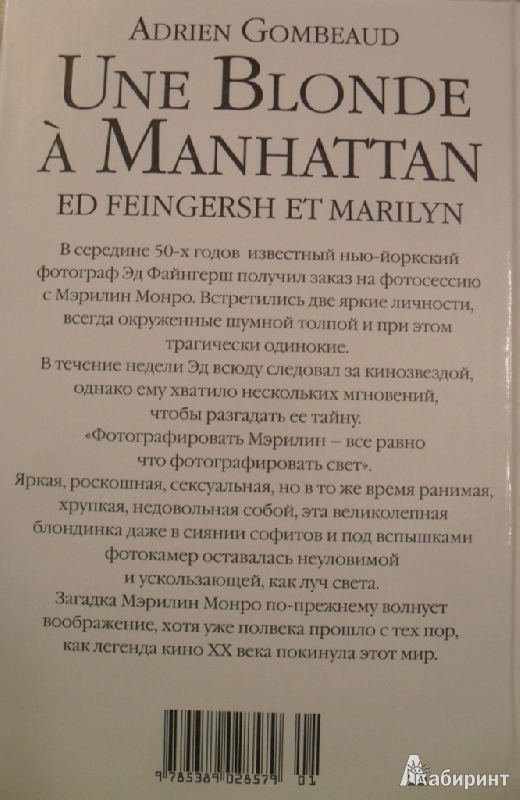 ADRIEN GOMBEAUD
UNE BLONDE
À MANHATTAN
ED FEINGERSH ET MARILYN
В середине 50-х годов известный нью-йоркский
фотограф Эд Файнгерш получил заказ на фотосессию
с Мэрилин Монро. Встретились две яркие личности,
всегда окруженные шумной толпой и при этом
трагически одинокие.
В течение недели Эд всюду следовал за кинозвездой,
однако ему хватило нескольких мгновений,
чтобы разгадать ее тайну.
«Фотографировать Мэрилин – все равно
что фотографировать свет».
Яркая, роскошная, сексуальная, но в то же время ранимая,
хрупкая, недовольная собой, эта великолепная
блондинка даже в сиянии софитов и под вспышками
фотокамер оставалась неуловимой
и ускользающей, как луч света.
Загадка Мэрилин Монро по-прежнему волнует
воображение, хотя уже полвека прошло с тех пор,
как легенда кино XX века покинула этот мир.
9 785389 028579 01
Лабиринт